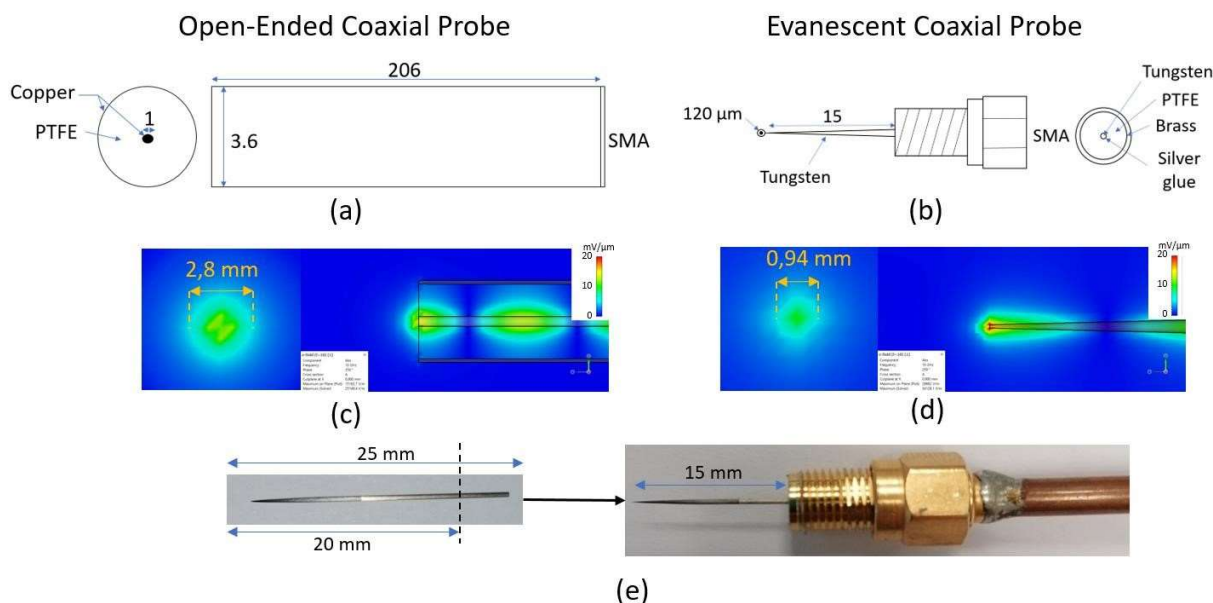 Open-Ended Coaxial Probe
Evanescent Coaxial Probe
Copper
PTFE
1
3.6
206
SMA
(a)
120 µm
15
Tungsten
SMA
Tungsten
PTFE
Brass
Silver
glue
(b)
2,8 mm
mV/µm
20
10
0
(c)
0,94 mm
mV/µm
20
10
0
(d)
25 mm
20 mm
15 mm
(e)